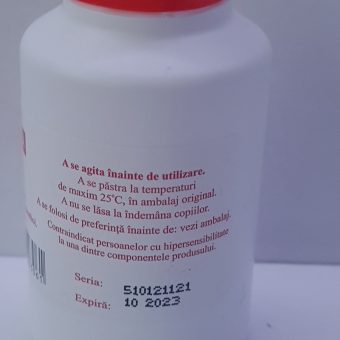 A se agita înainte de utilizare.
A se păstra la temperaturi
de maxim 25°C, în ambalaj original.
A nu se lăsa la îndemâna copiilor.
A se folosi de preferință înainte de: vezi ambalaj.
Contraindicat persoanelor cu hipersensibilitate
la una dintre componentele produsului.
Seria: 510121121
Expiră: 10 2023